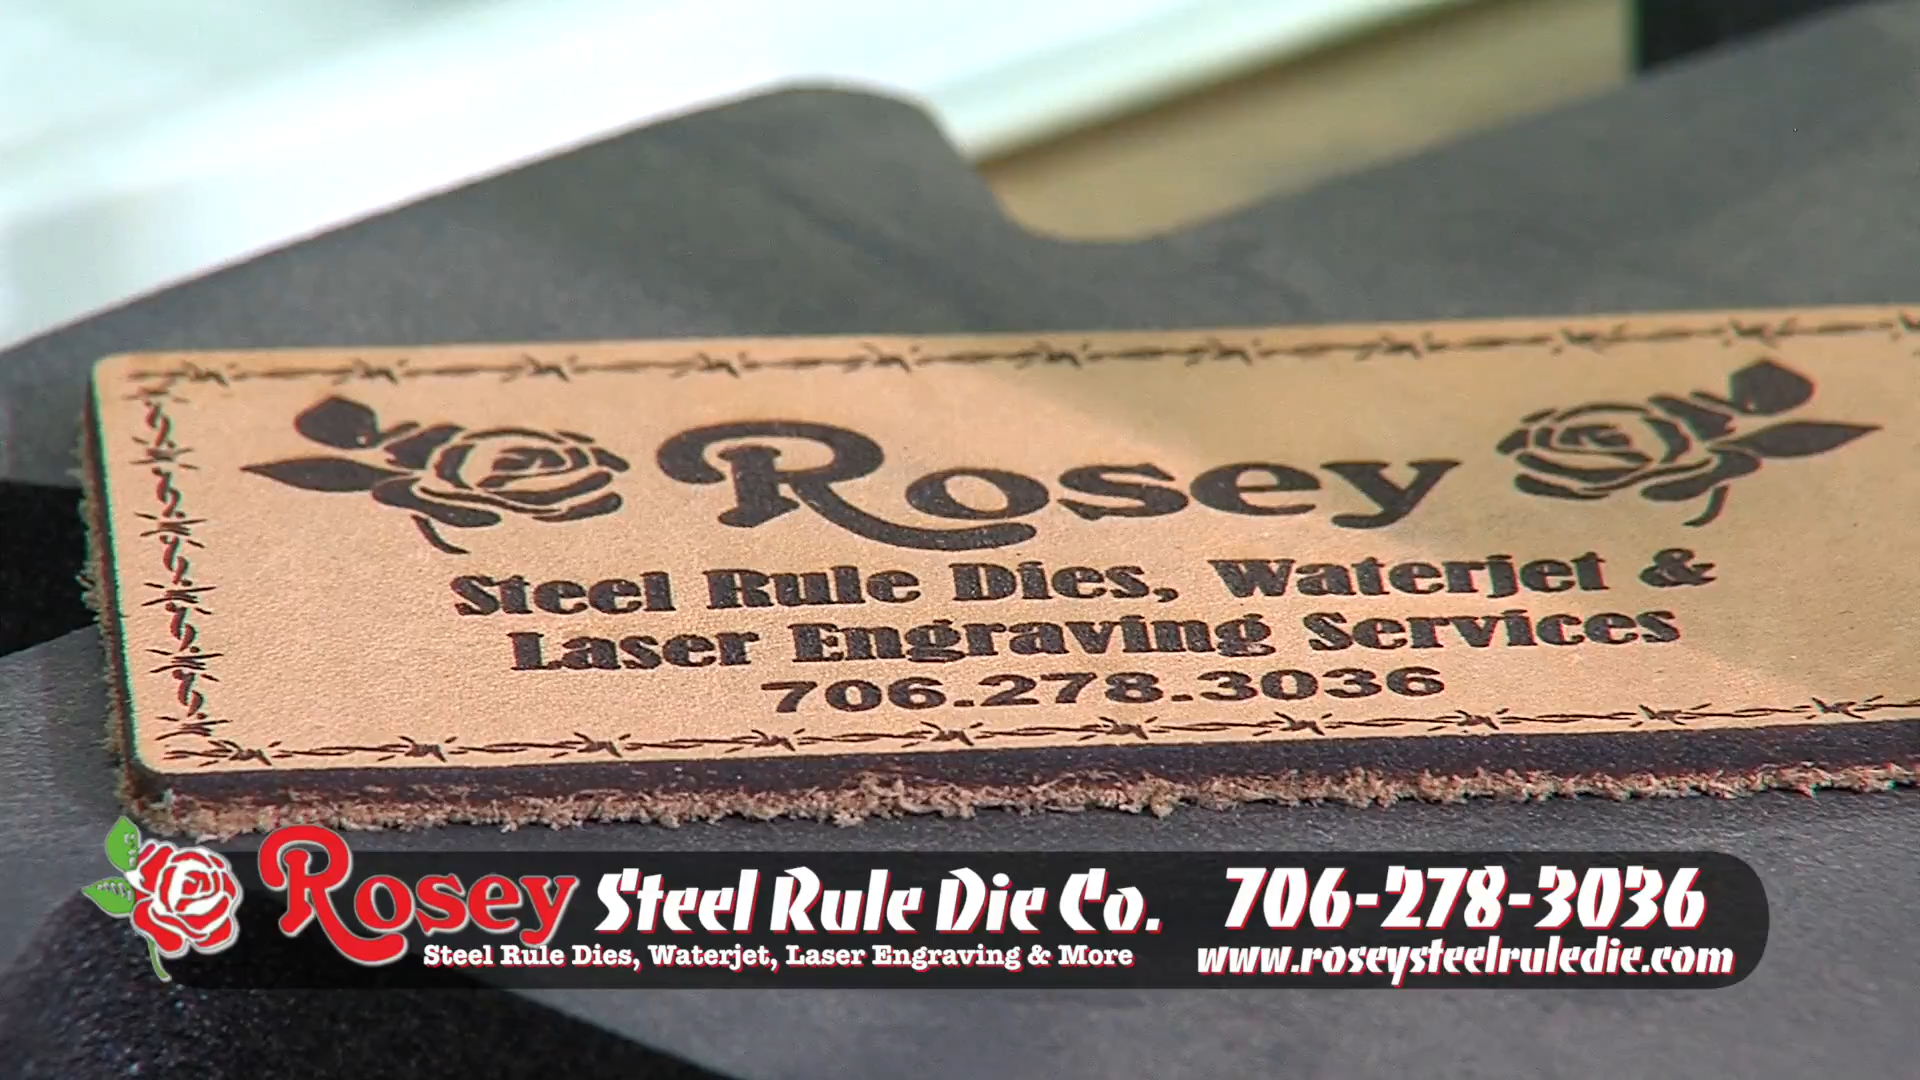 Rosey
Steel Rule Dies, Waterjet &
Laser Engraving Services
706.278.3036
Rosey Steel Rule Die Co.
Steel Rule Dies, Waterjet, Laser Engraving & More
706-278-3036
www.roseysteelruledie.com